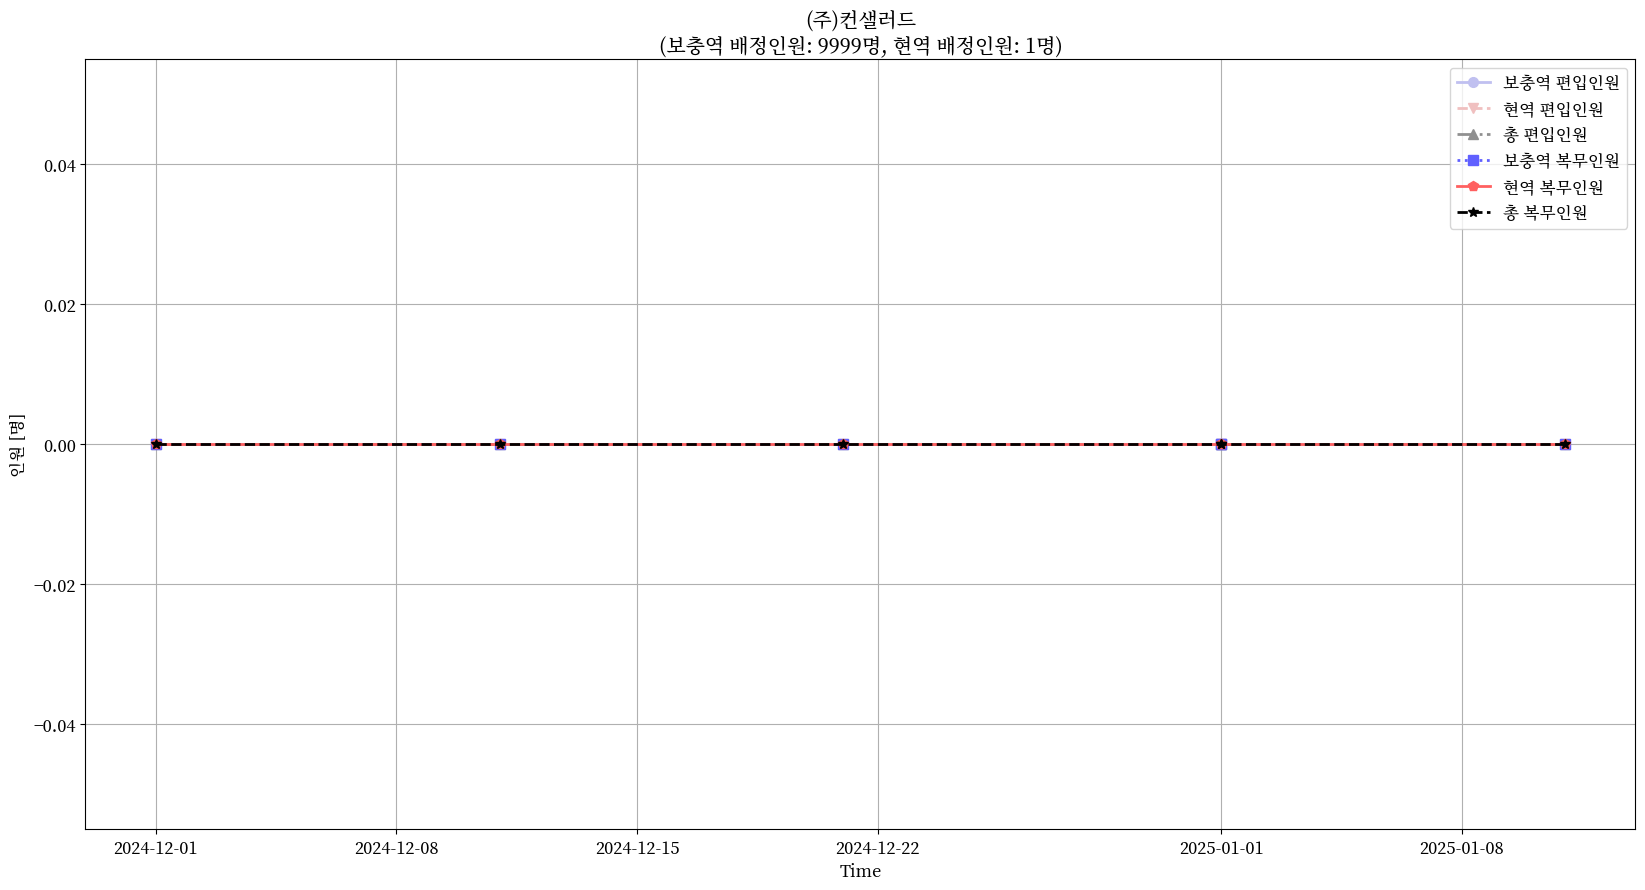 (주)컨샐러드
(보충역 배정인원: 9999명, 현역 배정인원: 1명)
보충역 편입인원
현역 편입인원
총 편입인원
보충역 복무인원
현역 복무인원
총 복무인원
인원 [명]
0.04
0.02
0.00
−0.02
−0.04
2024-12-01
2024-12-08
2024-12-15
2024-12-22
2025-01-01
2025-01-08
Time